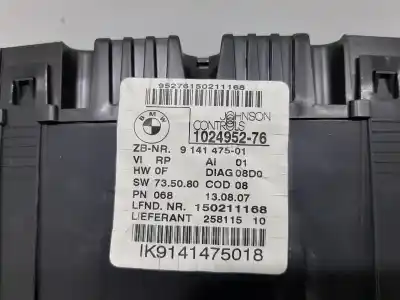 95276150211168
BMW
JOHNSON
CONTROLS
1024952-76
ZB-NR. 9 141 475-01
VI RP AI 01
HW 0F DIAG 08D0
SW 73.50.80 COD 08
PN 068 13.08.07
LFND. NR. 150211168
LIEFERANT 258115 10
IK9141475018